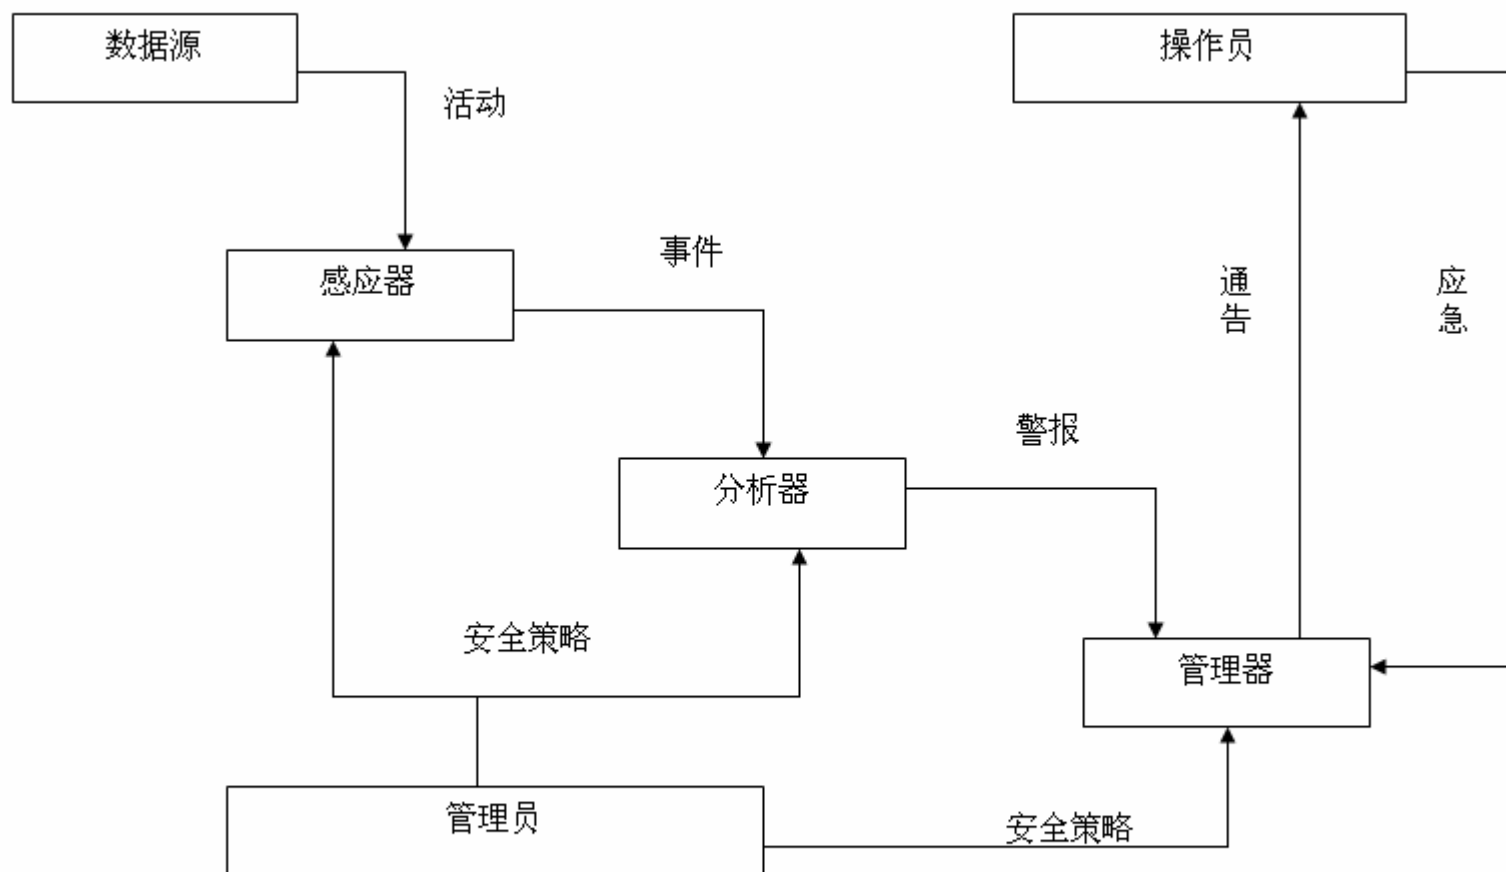 数据源
操作员
活动
事件
感应器
通
告
应
急
警报
分析器
安全策略
管理器
管理员
安全策略